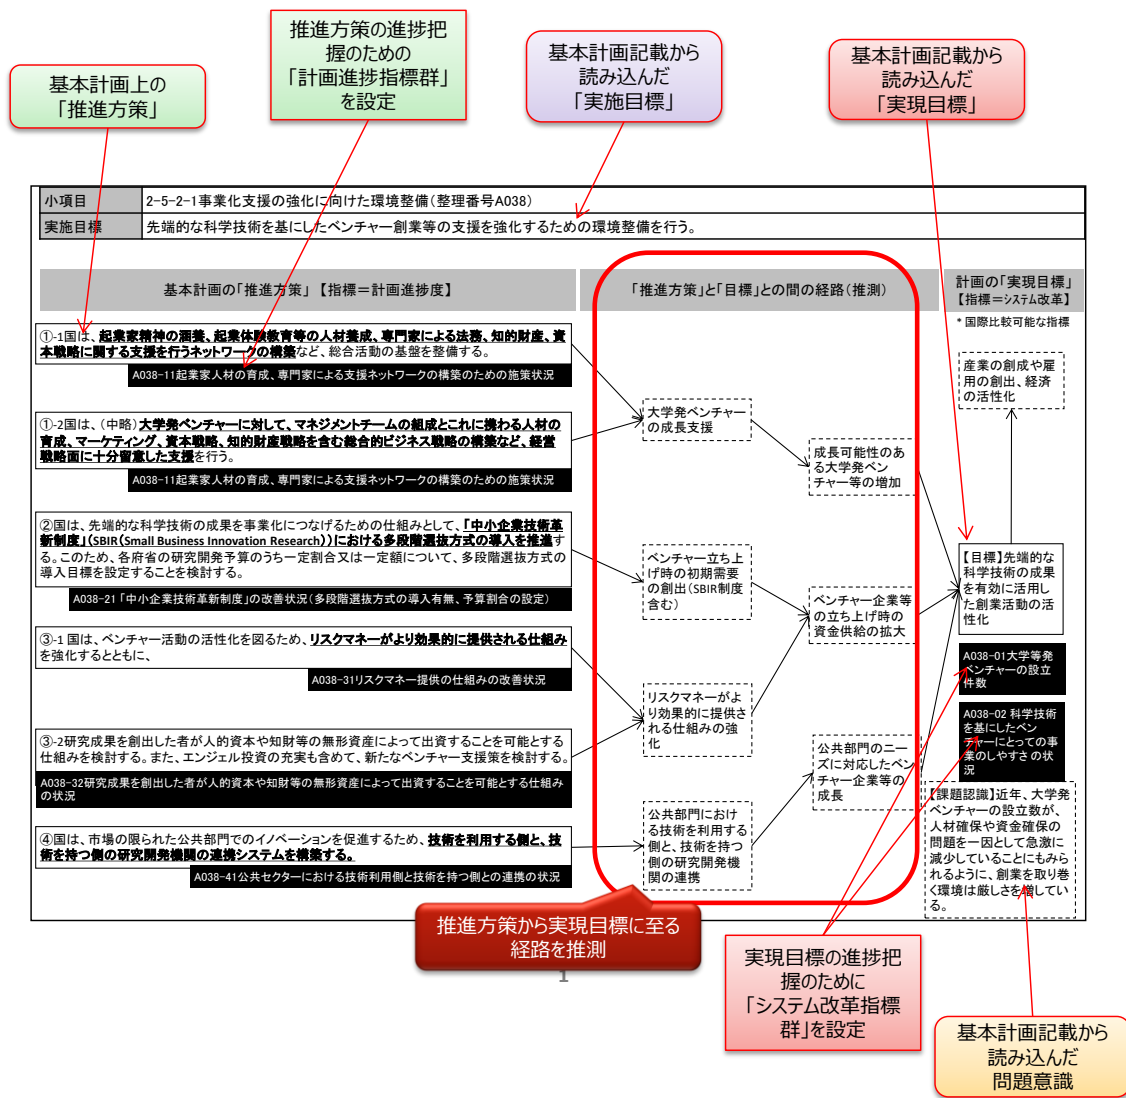 推進方策の進捗把
握のための
「計画進捗指標群」
を設定
基本計画記載から
読み込んだ
「実施目標」
基本計画記載から
読み込んだ
「実現目標」
基本計画上の
「推進方策」
小項目
2-5-2-1事業化支援の強化に向けた環境整備(整理番号A038)
実施目標
先端的な科学技術を基にしたベンチャー創業等の支援を強化するための環境整備を行う。
基本計画の「推進方策」【指標=計画進捗度】
「推進方策」と「目標」との間の経路(推測)
計画の「実現目標」
【指標=システム改革】
* 国際比較可能な指標
①-1国は、起業家精神の涵養、起業体験教育等の人材養成、専門家による法務、知的財産、資
本戦略に関する支援を行うネットワークの構築など、総合活動の基盤を整備する。
A038-11起業家人材の育成、専門家による支援ネットワークの構築のための施策状況
①-2国は、(中略)大学発ベンチャーに対して、マネジメントチームの組成とこれに携わる人材の
育成、マーケティング、資本戦略、知的財産戦略を含む総合的ビジネス戦略の構築など、経営
戦略面に十分留意した支援を行う。
A038-11起業家人材の育成、専門家による支援ネットワークの構築のための施策状況
②国は、先端的な科学技術の成果を事業化につなげるための仕組みとして、「中小企業技術革
新制度」(SBIR(Small Business Innovation Research))における多段階選抜方式の導入を推進す
る。このため、各府省の研究開発予算のうち一定割合又は一定額について、多段階選抜方式の
導入目標を設定することを検討する。
A038-21「中小企業技術革新制度」の改善状況(多段階選抜方式の導入有無、予算割合の設定)
③-1 国は、ベンチャー活動の活性化を図るため、リスクマネーがより効果的に提供される仕組み
を強化するとともに、
A038-31リスクマネー提供の仕組みの改善状況
③-2研究成果を創出した者が人的資本や知財等の無形資産によって出資することを可能とする
仕組みを検討する。また、エンジェル投資の充実も含めて、新たなベンチャー支援策を検討する。
A038-32研究成果を創出した者が人的資本や知財等の無形資産によって出資することを可能とする仕組み
の状況
④国は、市場の限られた公共部門でのイノベーションを促進するため、技術を利用する側と、技
術を持つ側の研究開発機関の連携システムを構築する。
A038-41公共セクターにおける技術利用側と技術を持つ側との連携の状況
大学発ベンチャー
の成長支援
ベンチャー立ち上
げ時の初期需要
の創出(SBIR制度
含む)
リスクマネーがよ
り効果的に提供さ
れる仕組みの強
化
公共部門におけ
る技術を利用する
側と、技術を持つ
側の研究開発機
関の連携
成長可能性のあ
る大学発ベン
チャー等の増加
ベンチャー企業等
の立ち上げ時の
資金供給の拡大
公共部門のニー
ズに対応したベン
チャー企業等の
成長
産業の創成や雇
用の創出、経済
の活性化
【目標】先端的な
科学技術の成果
を有効に活用し
た創業活動の活
性化
A038-01大学等発
ベンチャーの設立
件数
A038-02 科学技術
を基にしたベン
チャーにとっての事
業のしやすさの状
況
【課題認識】近年、大学発
ベンチャーの設立数が、
人材確保や資金確保の
問題を一因として急激に
減少していることにもみら
れるように、創業を取り巻
く環境は厳しさを増してい
る。
推進方策から実現目標に至る
経路を推測
1
実現目標の進捗把
握のために
「システム改革指標
群」を設定
基本計画記載から
読み込んだ
問題意識